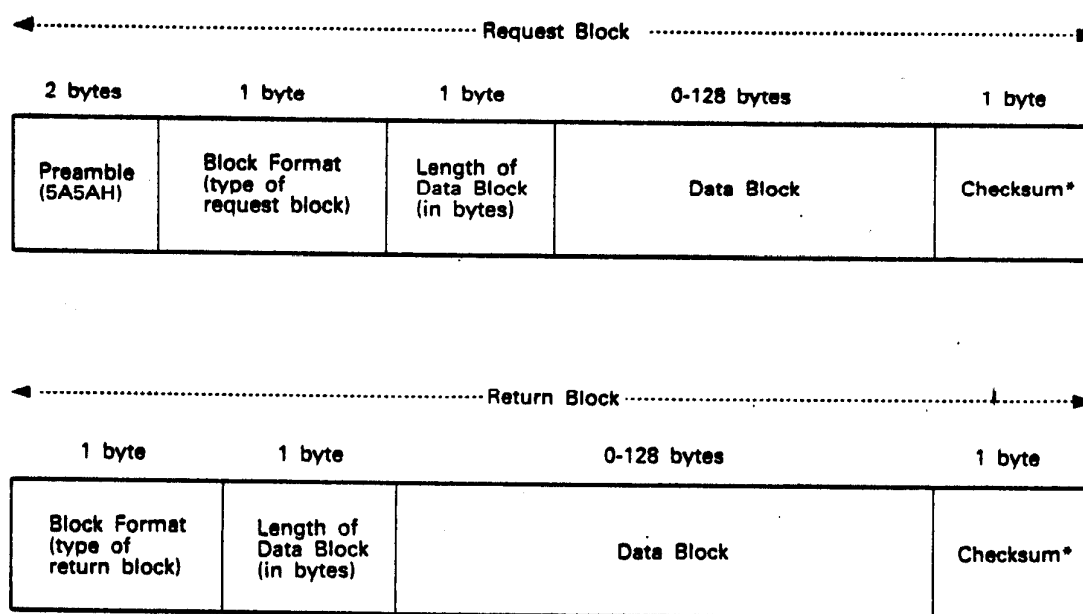 Request Block
2 bytes
1 byte
1 byte
0-128 bytes
1 byte
Preamble
(5A5AH)
Block Format
(type of
request block)
Length of
Data Block
(in bytes)
Data Block
Checksum*
Return Block
1 byte
1 byte
0-128 bytes
1 byte
Block Format
(type of
return block)
Length of
Data Block
(in bytes)
Data Block
Checksum*